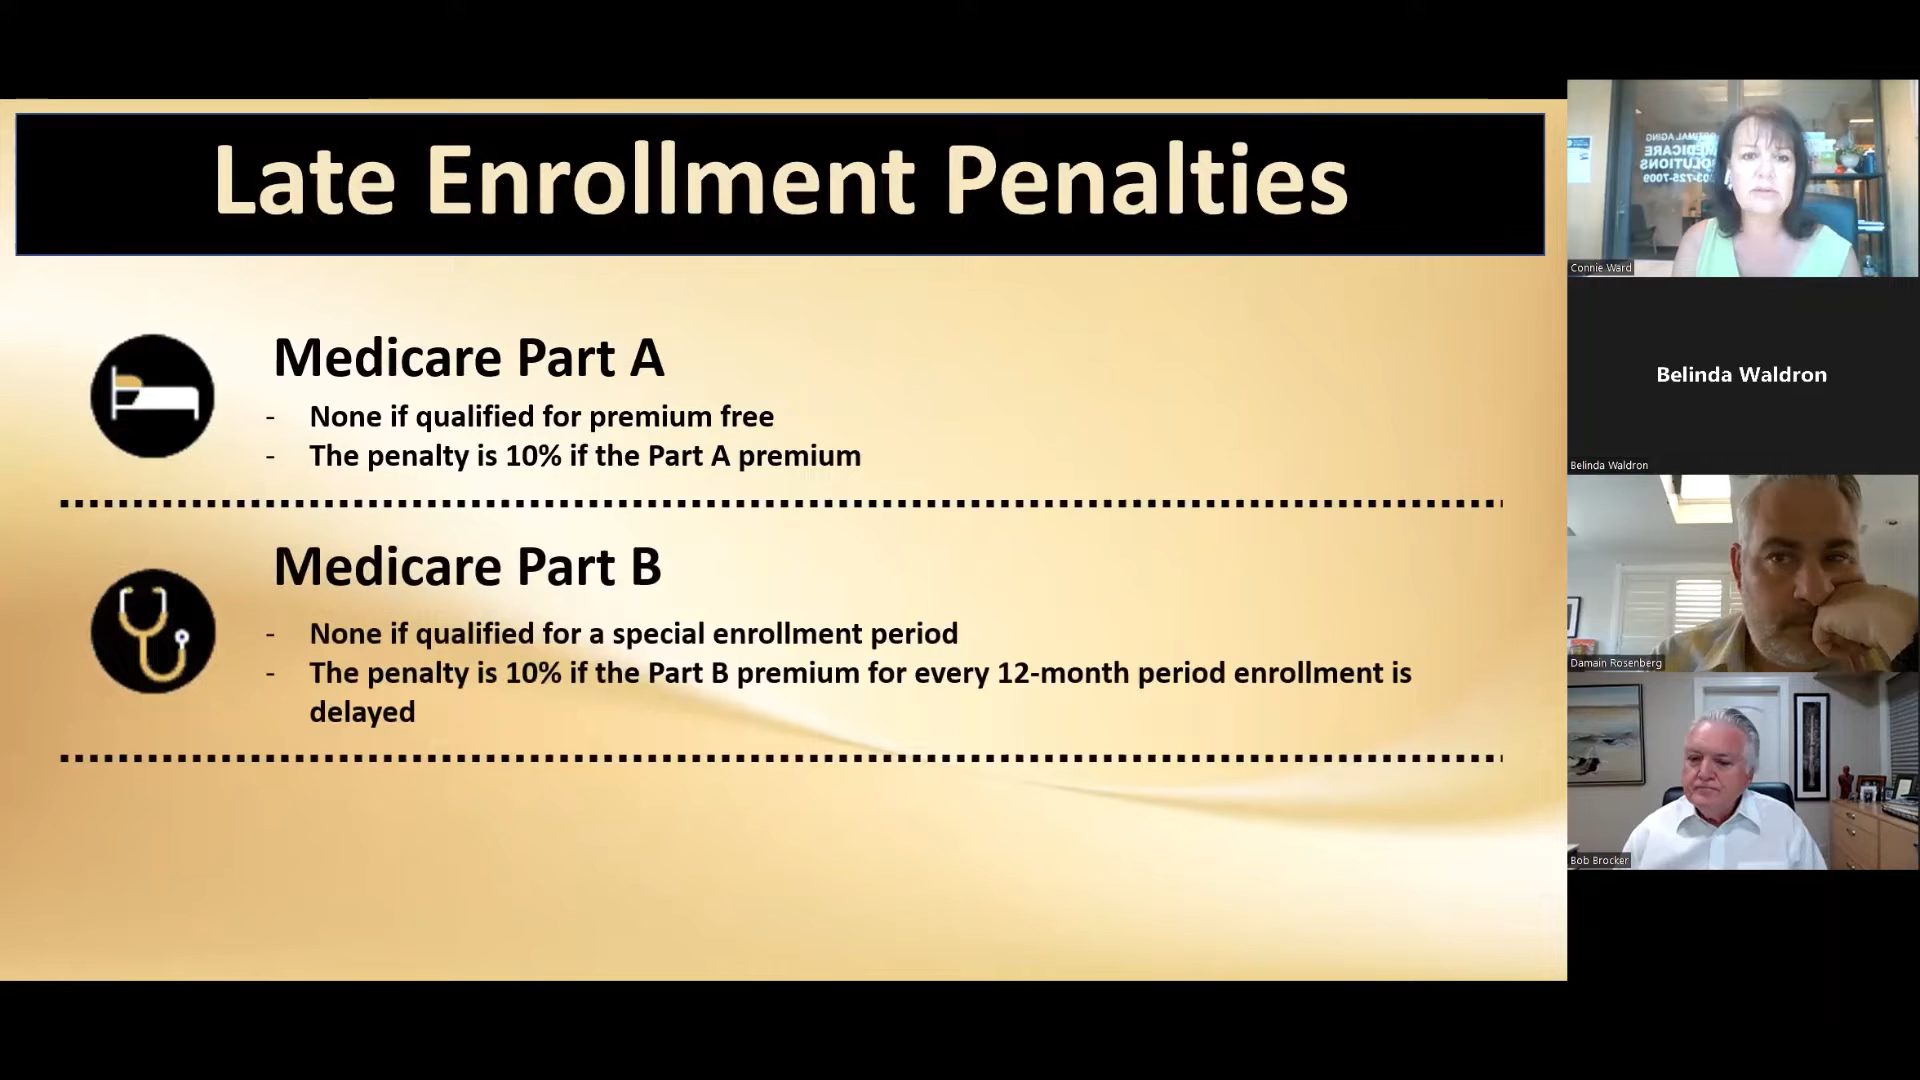 Late Enrollment Penalties
Medicare Part A
- None if qualified for premium free
- The penalty is 10% if the Part A premium
Medicare Part B
- None if qualified for a special enrollment period
- The penalty is 10% if the Part B premium for every 12-month period enrollment is
delayed
MEDICARE
Connie Ward
Belinda Waldron
Belinda Waldron
Damain Rosenberg
Bob Brocker